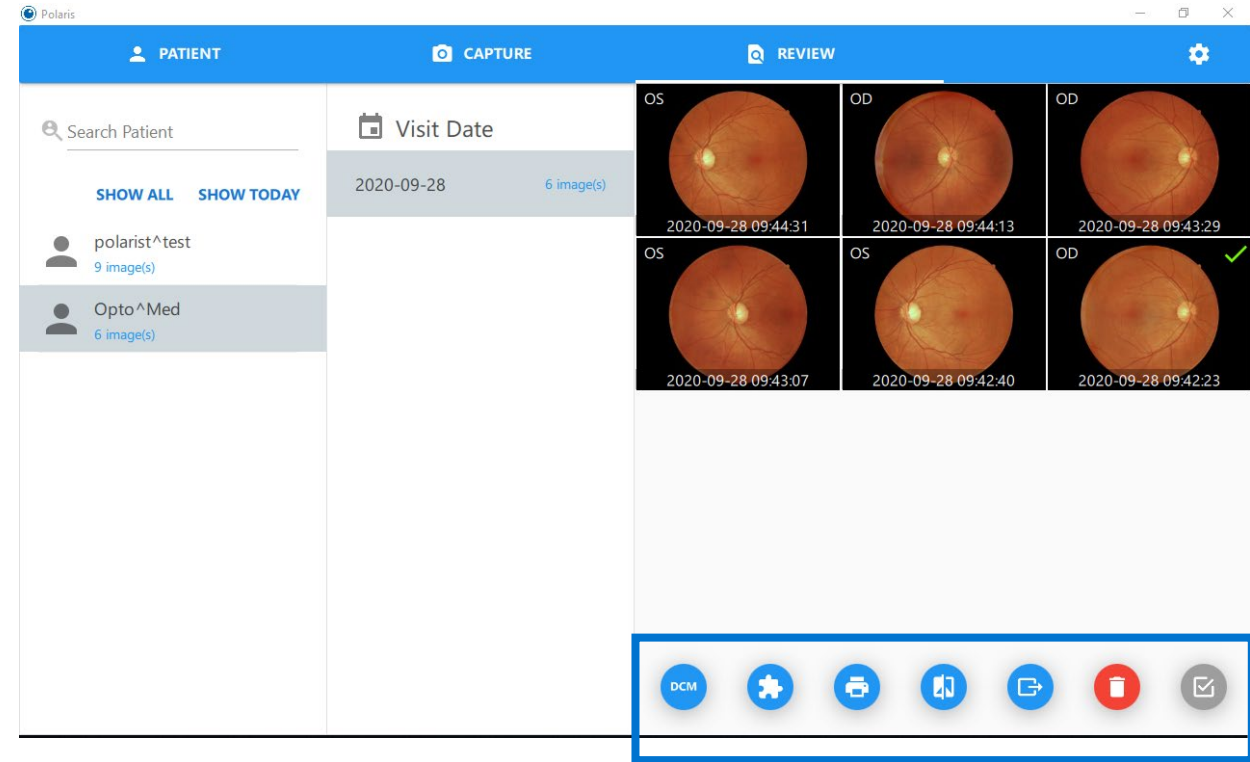 Polaris
PATIENT
CAPTURE
REVIEW
Search Patient
SHOW ALL SHOW TODAY
polarist^test
9 image(s)
Opto^Med
6 image(s)
Visit Date
2020-09-28 6 image(s)
OS
2020-09-28 09:44:31
OD
2020-09-28 09:44:13
OD
2020-09-28 09:43:29
OS
2020-09-28 09:43:07
OS
2020-09-28 09:42:40
OD
2020-09-28 09:42:23
DCM